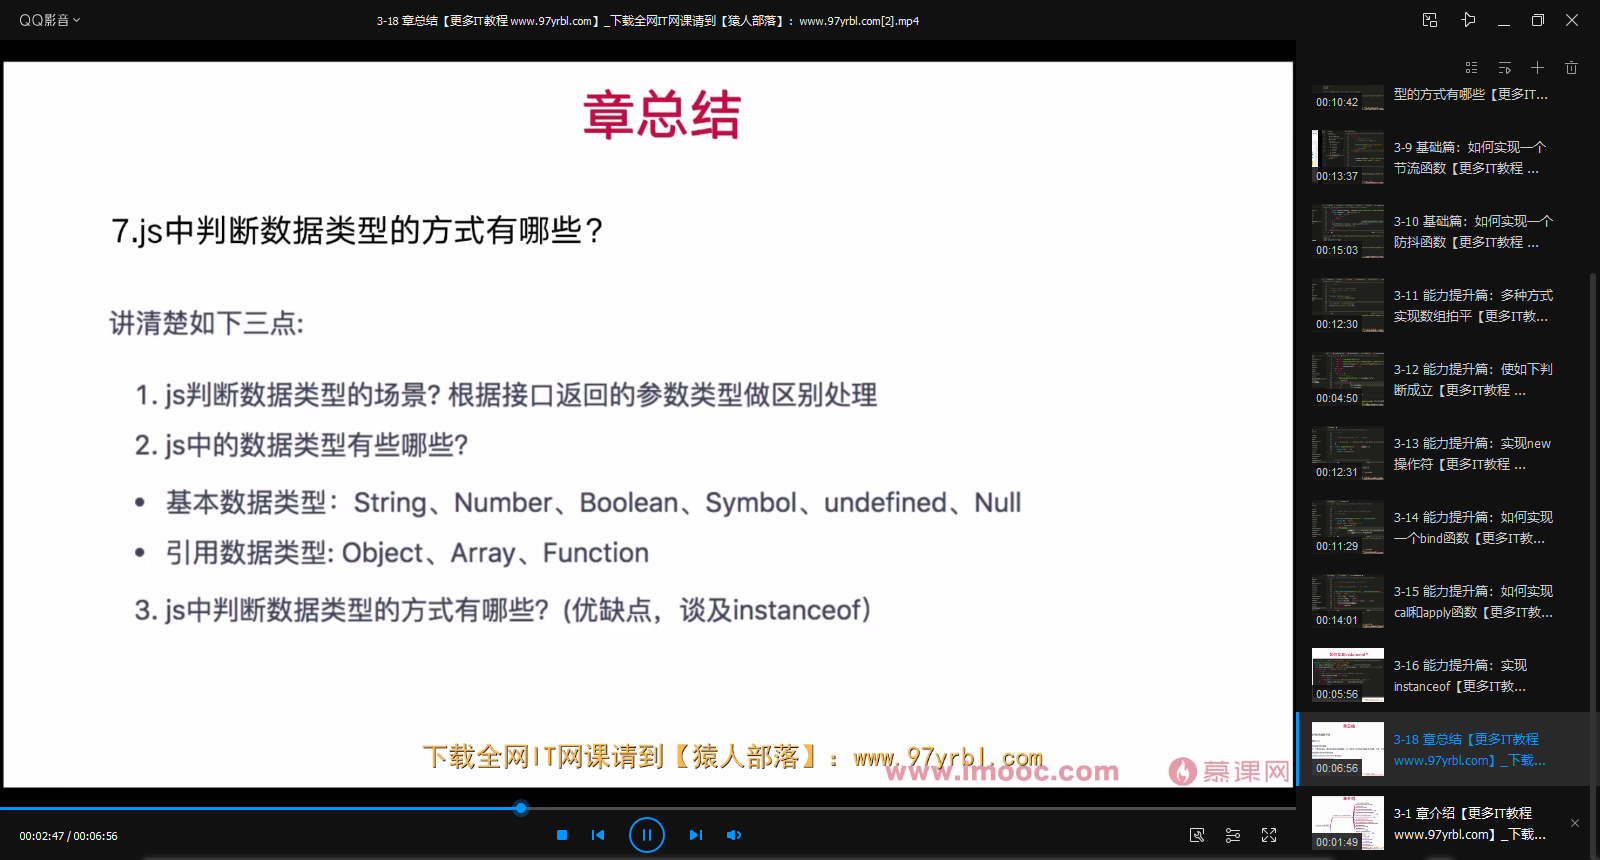 QQ影音
3-18 章总结【更多IT教程 www.97yrbl.com】_下载全网IT网课请到【猿人部落】：www.97yrbl.com[2].mp4
章总结
7.js中判断数据类型的方式有哪些?
讲清楚如下三点:
1. js判断数据类型的场景? 根据接口返回的参数类型做区别处理
2. js中的数据类型有些哪些?
• 基本数据类型：String、Number、Boolean、Symbol、undefined、Null
• 引用数据类型: Object、Array、Function
3. js中判断数据类型的方式有哪些?（优缺点，谈及instanceof）
下载全网IT网课请到【猿人部落】：www.97yrbl.com
www.imooc.com
慕课网
00:02:47 / 00:06:56
00:10:42
型的方式有哪些【更多IT...
00:13:37
3-9 基础篇：如何实现一个
节流函数【更多IT教程 ...
00:15:03
3-10 基础篇：如何实现一个
防抖函数【更多IT教程 ...
00:12:30
3-11 能力提升篇：多种方式
实现数组拍平【更多IT教...
00:04:50
3-12 能力提升篇：使如下判
断成立【更多IT教程 ...
00:12:31
3-13 能力提升篇：实现new
操作符【更多IT教程 ...
00:11:29
3-14 能力提升篇：如何实现
一个bind函数【更多IT教...
00:14:01
3-15 能力提升篇：如何实现
call和apply函数【更多IT教...
00:05:56
3-16 能力提升篇：实现
instanceof【更多IT教...
00:06:56
3-18 章总结【更多IT教程
www.97yrbl.com】_下载...
00:01:49
3-1 章介绍【更多IT教程
www.97yrbl.com】_下载...